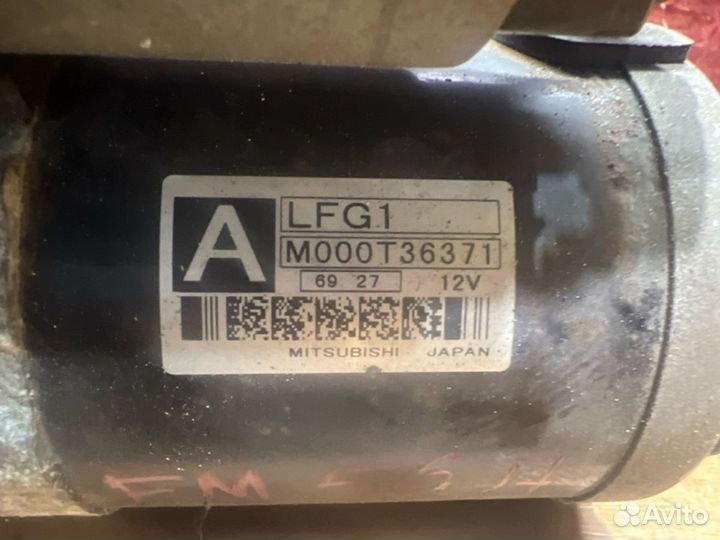 A
LFG1
M000T36371
69 27 12V
MITSUBISHI JAPAN
Avito